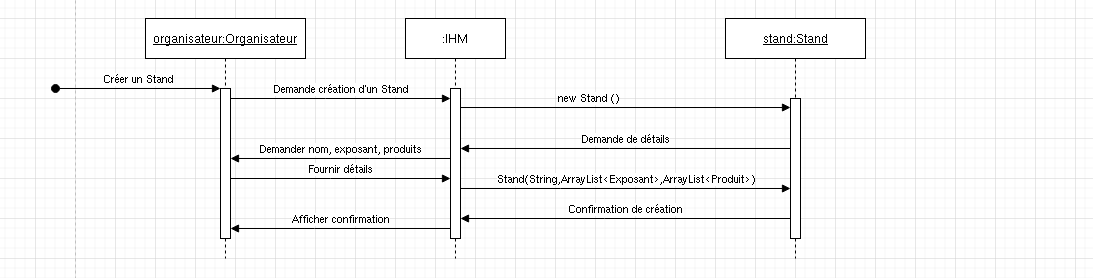 organisateur:Organisateur
:IHM
stand:Stand
Créer un Stand
Demande création d'un Stand
new Stand ()
Demande de détails
Demander nom, exposant, produits
Fournir détails
Stand(String,ArrayList<Exposant>,ArrayList<Produit>)
Confirmation de création
Afficher confirmation